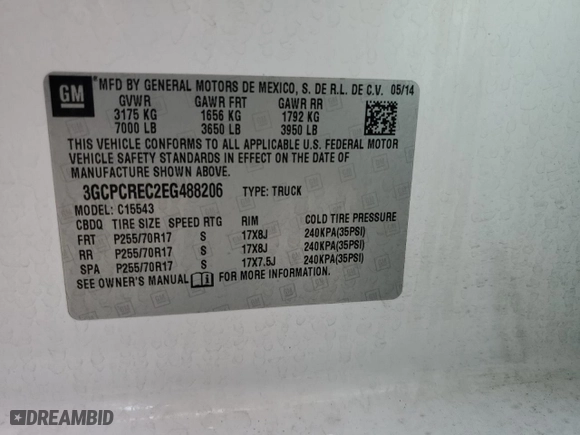 GM
*MFD BY GENERAL MOTORS DE MEXICO, S. DE R.L. DE C.V. 05/14
GVWR GAWR FRT GAWR RR
3175 KG 1656 KG 1792 KG
7000 LB 3650 LB 3950 LB
THIS VEHICLE CONFORMS TO ALL APPLICABLE U.S. FEDERAL MOTOR
VEHICLE SAFETY STANDARDS IN EFFECT ON THE DATE OF
MANUFACTURE SHOWN ABOVE.
3GCPCREC2EG488206 TYPE: TRUCK
MODEL: C15543
CBDQ TIRE SIZE SPEED RTG RIM COLD TIRE PRESSURE
FRT P255/70R17 S 17X8J 240KPA(35PSI)
RR P255/70R17 S 17X8J 240KPA(35PSI)
SPA P255/70R17 S 17X7.5J 240KPA(35PSI)
SEE OWNER'S MANUAL FOR MORE INFORMATION.
DREAMBID